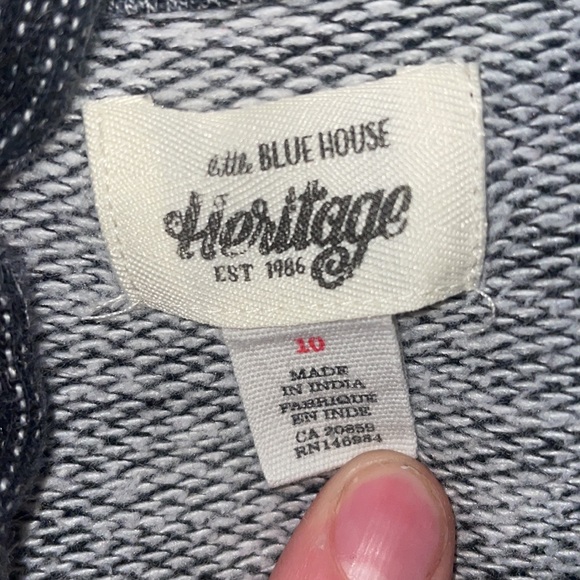 little BLUE HOUSE
Heritage
EST 1986
10
MADE
IN INDIA
FABRIQUE
EN INDE
CA 20859
RN146984